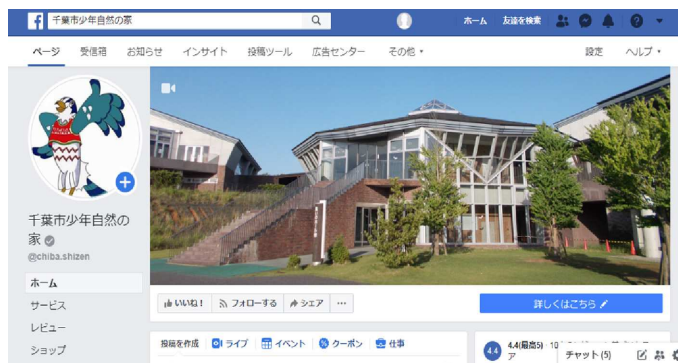 千葉市少年自然の家
ホーム 友達を検索
ページ 受信箱 お知らせ インサイト 投稿ツール 広告センター その他 設定 ヘルプ
千葉市少年自然の
家
@chiba.shizen
ホーム
サービス
レビュー
ショップ
いいね! フォローする シェア ... 詳しくはこちら
投稿を作成 ライブ イベント クーポン 仕事
4.4 4.4(最高5)
ア
チャット (5)